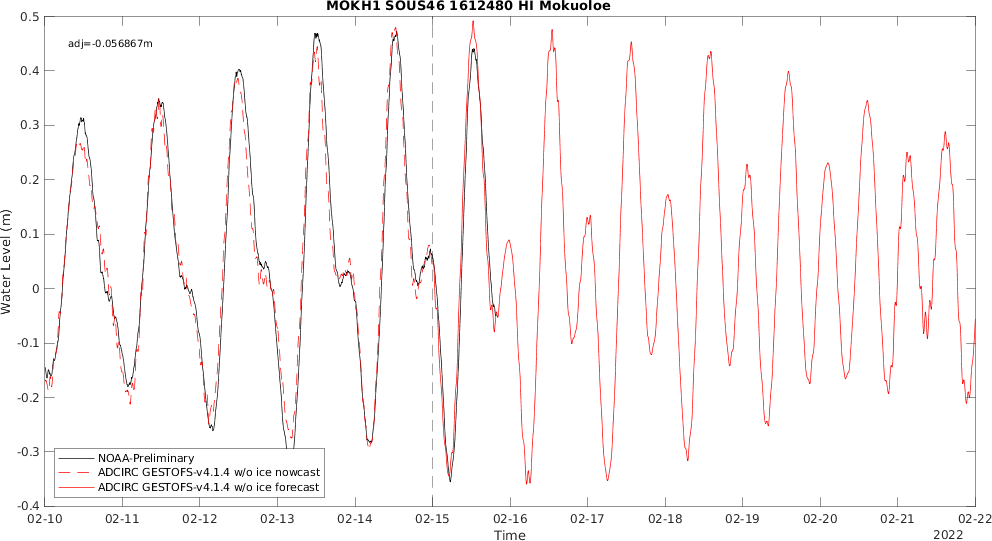 MOKH1 SOUS46 1612480 HI Mokuoloe
adj=-0.056867m
0.5
0.4
0.3
0.2
0.1
0
-0.1
-0.2
-0.3
-0.4
Water Level (m)
NOAA-Preliminary
ADCIRC GESTOFS-v4.1.4 w/o ice nowcast
ADCIRC GESTOFS-v4.1.4 w/o ice forecast
02-10 02-11 02-12 02-13 02-14 02-15 02-16 02-17 02-18 02-19 02-20 02-21 02-22
Time
2022